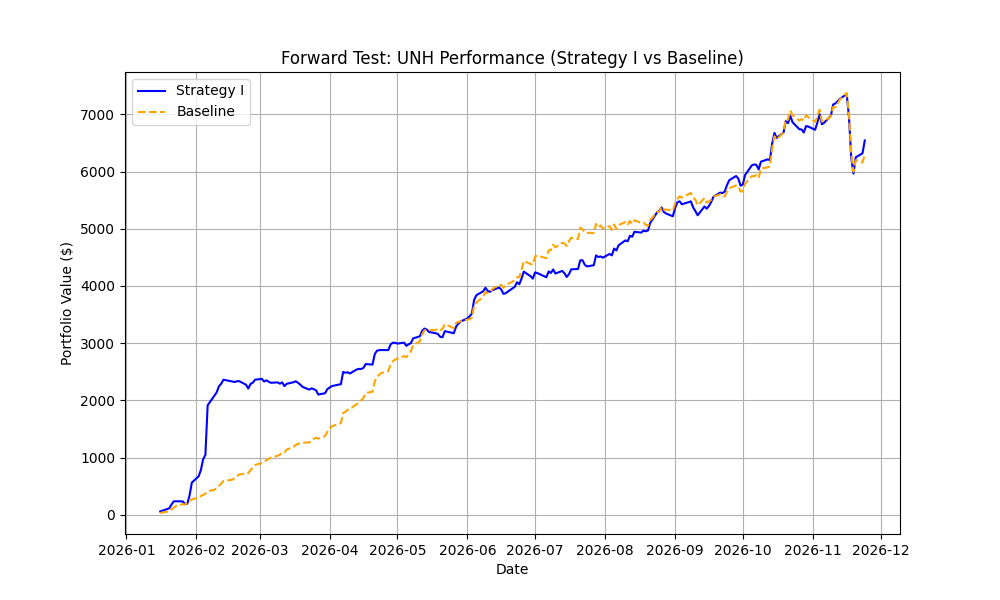 Forward Test: UNH Performance (Strategy I vs Baseline)
Strategy I
Baseline
Portfolio Value ($)
7000
6000
5000
4000
3000
2000
1000
0
2026-01 2026-02 2026-03 2026-04 2026-05 2026-06 2026-07 2026-08 2026-09 2026-10 2026-11 2026-12
Date